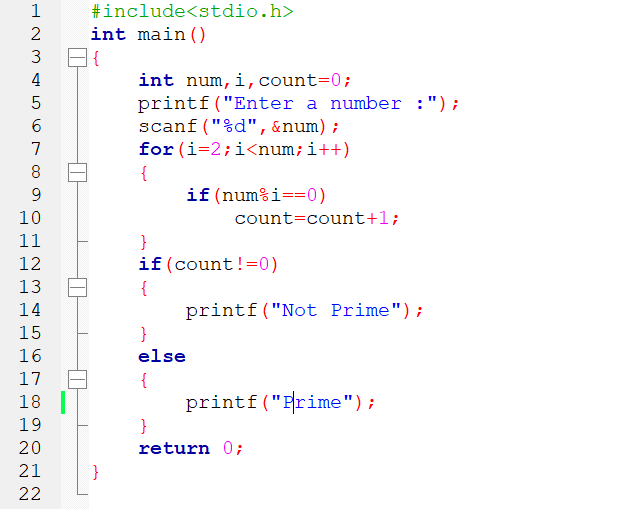 1 #include<stdio.h>
2 int main()
3 {
4 int num,i,count=0;
5 printf("Enter a number :");
6 scanf("%d",&num);
7 for(i=2;i<num;i++)
8 {
9 if(num%i==0)
10 count=count+1;
11 }
12 if(count!=0)
13 {
14 printf("Not Prime");
15 }
16 else
17 {
18 printf("Prime");
19 }
20 return 0;
21 }
22